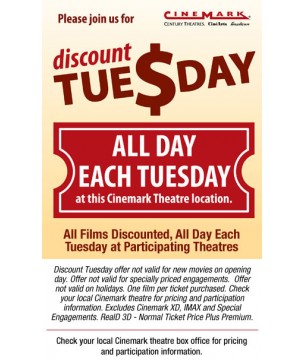 Please join us for
CINEMARK
CENTURY THEATRES. CinéArts Tinseltown
discount
TUE$DAY
ALL DAY
EACH TUESDAY
at this Cinemark Theatre location.
All Films Discounted, All Day Each
Tuesday at Participating Theatres
Discount Tuesday offer not valid for new movies on opening
day. Offer not valid for specially priced engagements. Offer
not valid on holidays. One film per ticket purchased. Check
your local Cinemark theatre for pricing and participation
information. Excludes Cinemark XD, IMAX and Special
Engagements. RealD 3D - Normal Ticket Price Plus Premium.
Check your local Cinemark theatre box office for pricing
and participation information.